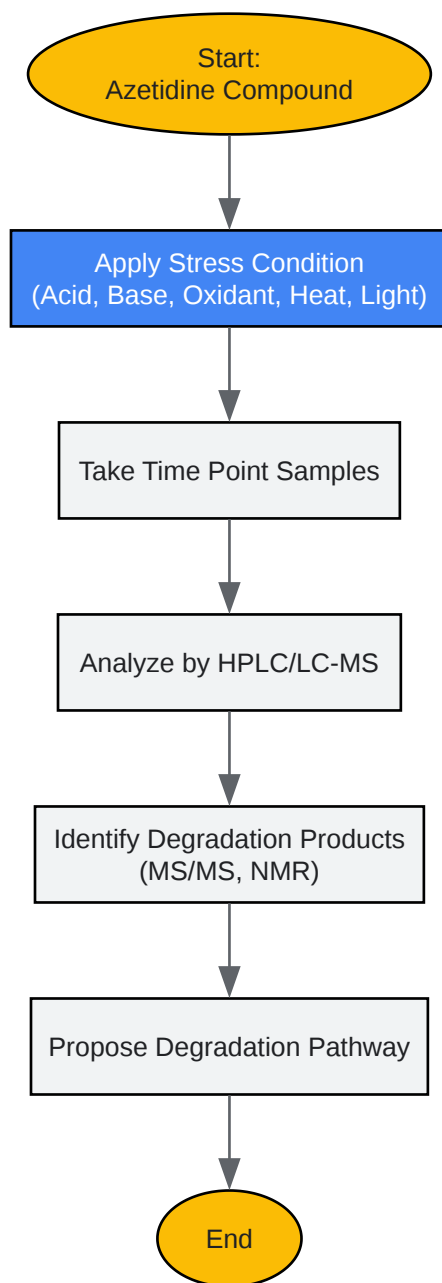 Start:
Azetidine Compound
Apply Stress Condition
(Acid, Base, Oxidant, Heat, Light)
Take Time Point Samples
Analyze by HPLC/LC-MS
Identify Degradation Products
(MS/MS, NMR)
Propose Degradation Pathway
End